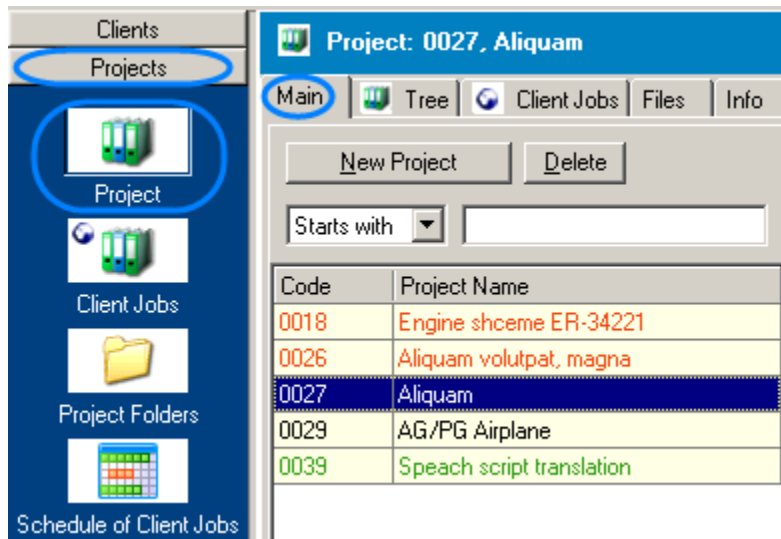 Clients
Projects
Project
Client Jobs
Project Folders
Schedule of Client Jobs
Project: 0027, Aliquam
Main Tree Client Jobs Files Info
New Project Delete
Starts with
Code Project Name
0018 Engine shceme ER-34221
0026 Aliquam volutpat, magna
0027 Aliquam
0029 AG/PG Airplane
0039 Speach script translation